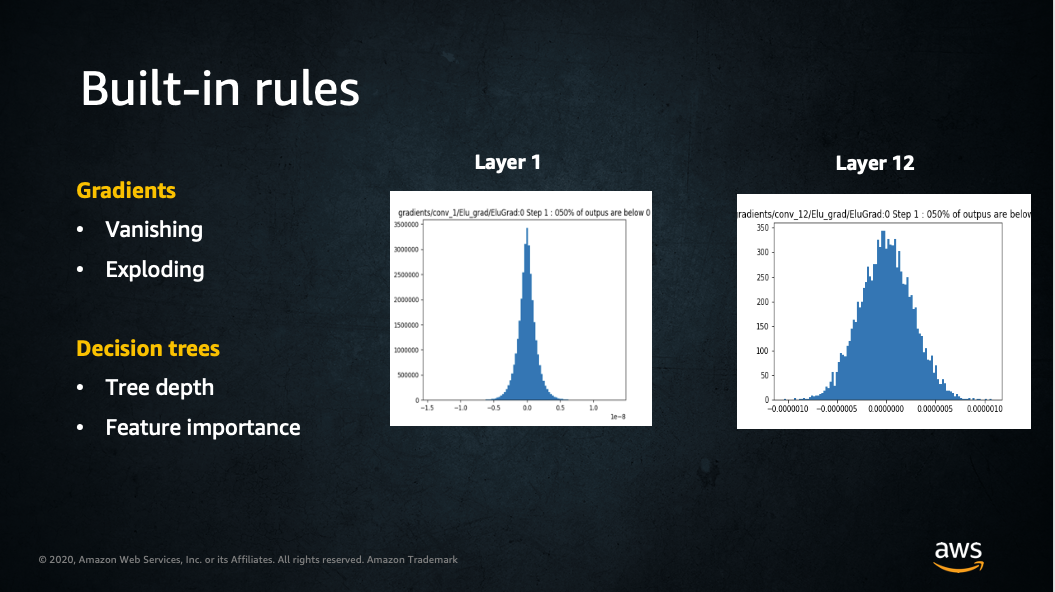 Built-in rules
Gradients
• Vanishing
• Exploding
Decision trees
• Tree depth
• Feature importance
Layer 1
gradients/conv_1/Elu_grad/EluGrad:0 Step 1 : 050% of outpus are below 0
3500000
3000000
2500000
2000000
1500000
1000000
500000
0
−1.5 −1.0 −0.5 0.0 0.5 1.0
1e−8
Layer 12
radients/conv_12/Elu_grad/EluGrad:0 Step 1 : 050% of outpus are below
350
300
250
200
150
100
50
0
−0.0000010 −0.0000005 0.0000000 0.0000005 0.0000010
© 2020, Amazon Web Services, Inc. or its Affiliates. All rights reserved. Amazon Trademark
aws